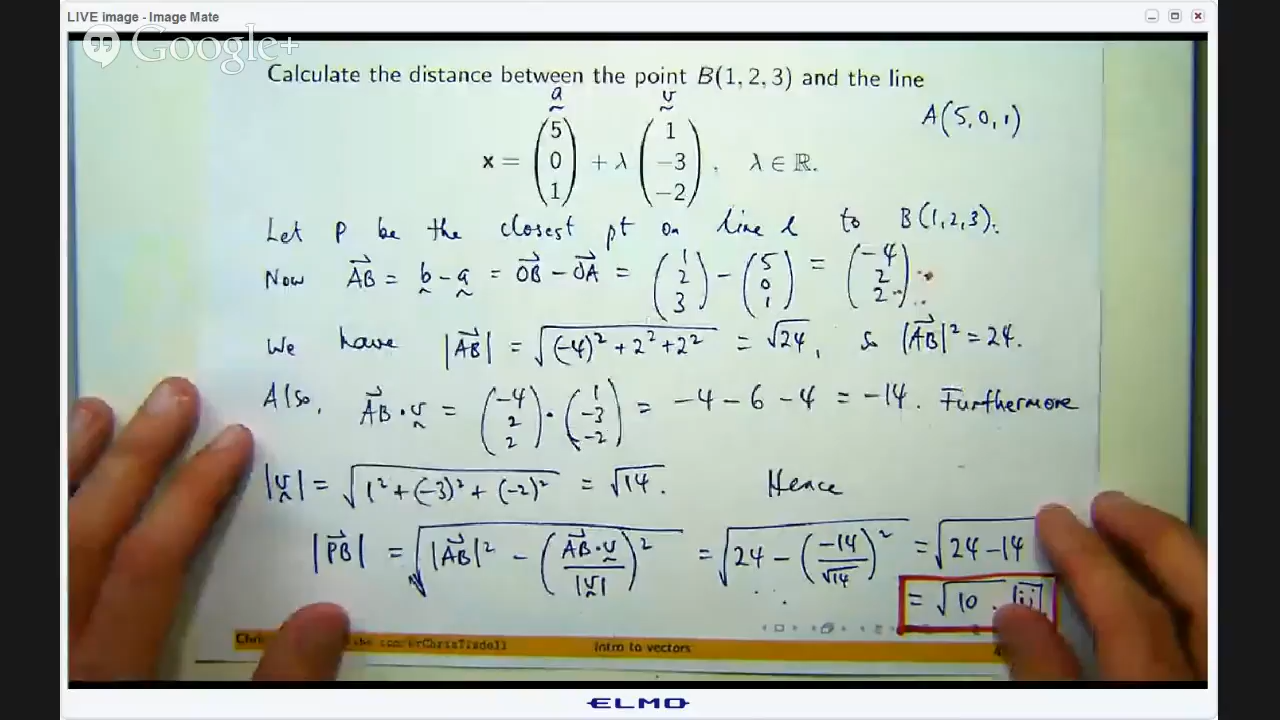 LIVE image - Image Mate
Google+
Calculate the distance between the point B(1, 2, 3) and the line
a v
x = (5 0 1) + λ (1 -3 -2), λ ∈ ℝ.
A(5, 0, 1)
Let P be the closest pt on line l to B(1,2,3).
Now AB = b - a = OB - OA = (1 2 3) - (5 0 1) = (-4 2 2).
We have |AB| = √((-4)² + 2² + 2²) = √24, so |AB|² = 24.
Also, AB · v = (-4 2 2) · (1 -3 -2) = -4 - 6 - 4 = -14. Furthermore
|v| = √(1² + (-3)² + (-2)²) = √14. Hence
|PB| = √(|AB|² - (AB · v / |v|)²) = √(24 - (-14/√14)²) = √(24 - 14)
= √10.
Intro to vectors
ELMO